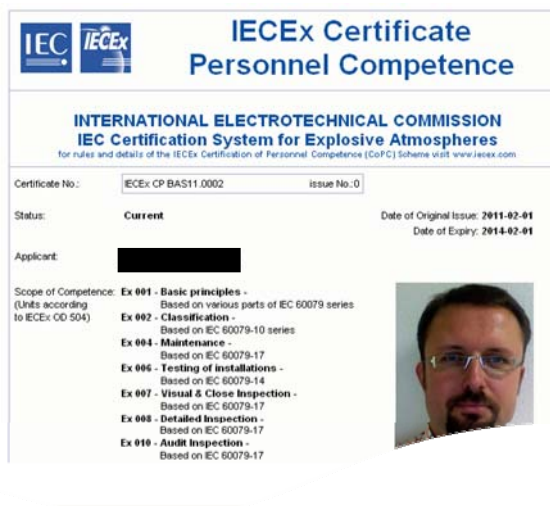 IEC IECEx
IECEx Certificate
Personnel Competence
INTERNATIONAL ELECTROTECHNICAL COMMISSION
IEC Certification System for Explosive Atmospheres
for rules and details of the IECEx Certification of Personnel Competence (CoPC) Scheme visit www.iecex.com
Certificate No.: IECEx CP BAS11.0002 issue No.:0
Status: Current Date of Original Issue: 2011-02-01
Date of Expiry: 2014-02-01
Applicant:
Scope of Competence: Ex 001 - Basic principles -
(Units according Based on various parts of IEC 60079 series
to IECEx OD 504) Ex 002 - Classification -
Based on IEC 60079-10 series
Ex 004 - Maintenance -
Based on IEC 60079-17
Ex 006 - Testing of installations -
Based on IEC 60079-14
Ex 007 - Visual & Close Inspection -
Based on IEC 60079-17
Ex 008 - Detailed Inspection -
Based on IEC 60079-17
Ex 010 - Audit Inspection -
Based on IEC 60079-17